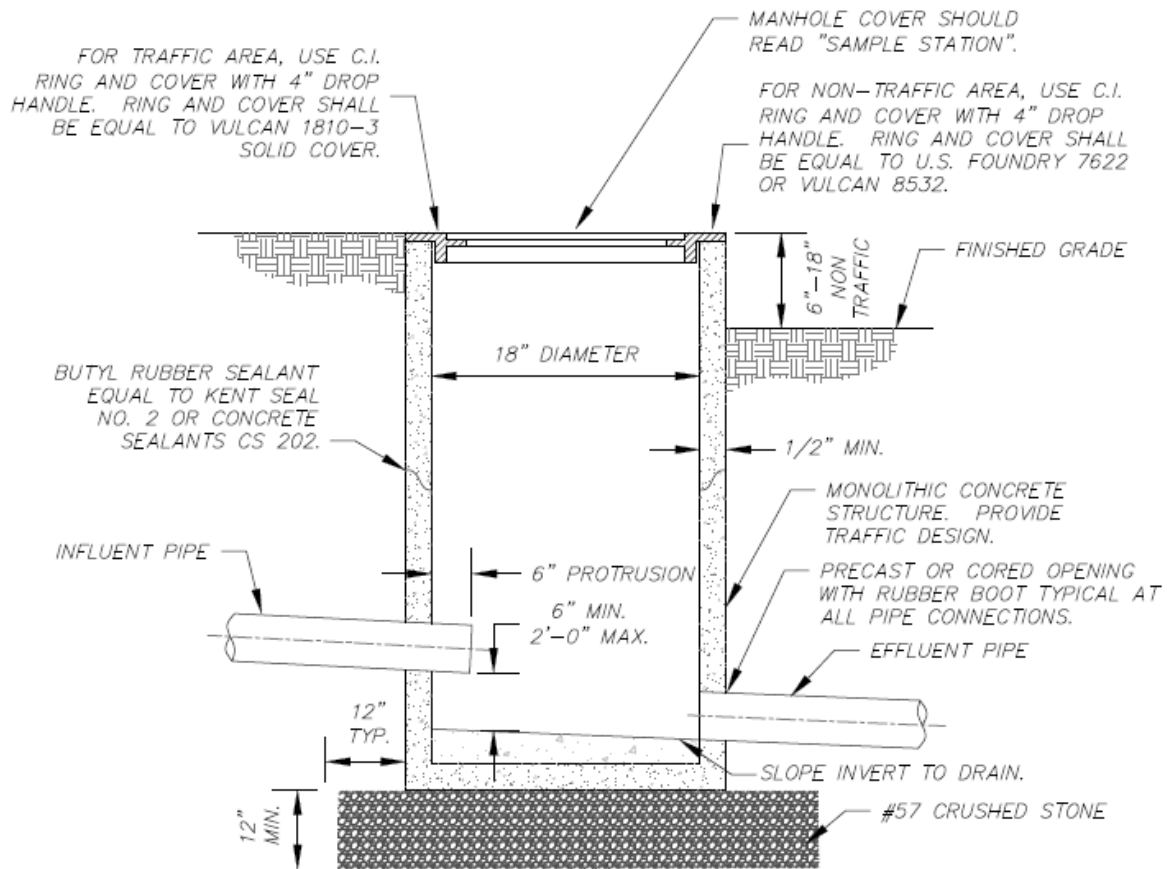 MANHOLE COVER SHOULD
READ "SAMPLE STATION".
FOR TRAFFIC AREA, USE C.I.
RING AND COVER WITH 4" DROP
HANDLE. RING AND COVER SHALL
BE EQUAL TO VULCAN 1810-3
SOLID COVER.
FOR NON-TRAFFIC AREA, USE C.I.
RING AND COVER WITH 4" DROP
HANDLE. RING AND COVER SHALL
BE EQUAL TO U.S. FOUNDRY 7622
OR VULCAN 8532.
6"-18"
NON
TRAFFIC
FINISHED GRADE
18" DIAMETER
BUTYL RUBBER SEALANT
EQUAL TO KENT SEAL
NO. 2 OR CONCRETE
SEALANTS CS 202.
1/2" MIN.
MONOLITHIC CONCRETE
STRUCTURE. PROVIDE
TRAFFIC DESIGN.
INFLUENT PIPE
6" PROTRUSION
6" MIN.
2'-0" MAX.
PRECAST OR CORED OPENING
WITH RUBBER BOOT TYPICAL AT
ALL PIPE CONNECTIONS.
EFFLUENT PIPE
12"
TYP.
SLOPE INVERT TO DRAIN.
12"
MIN.
#57 CRUSHED STONE